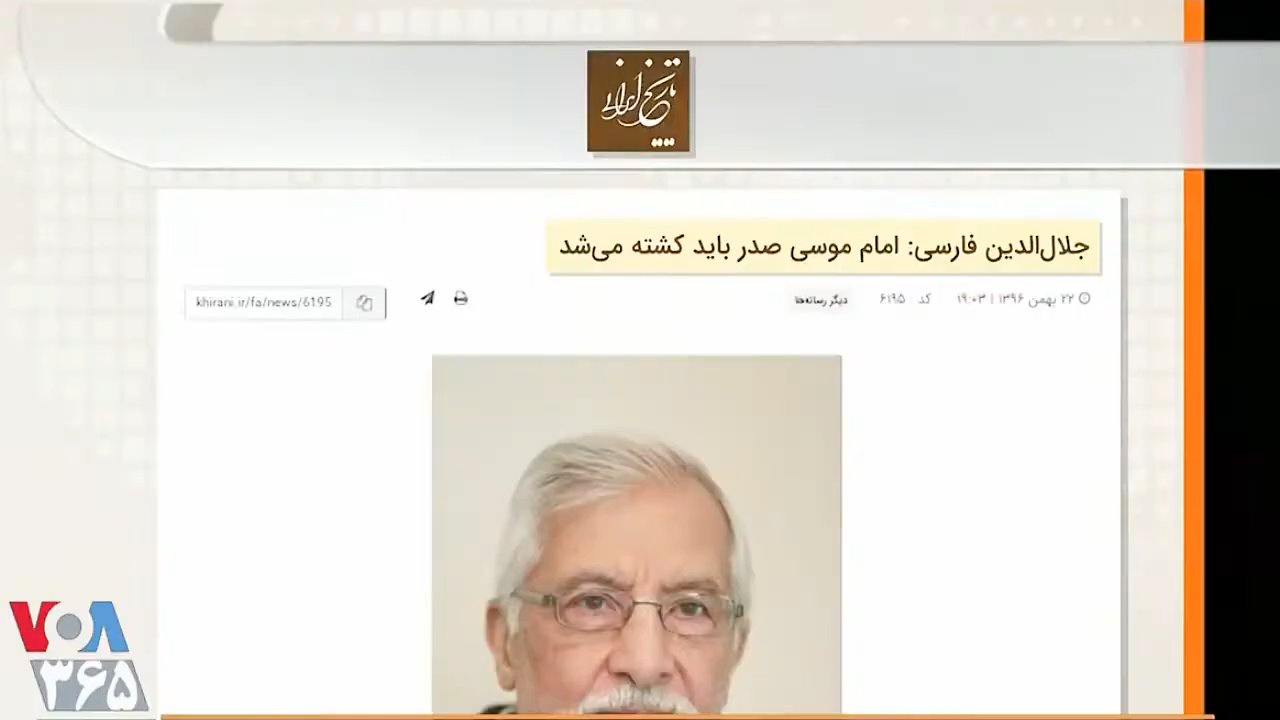 تاریخ ایرانی
جلال‌الدین فارسی: امام موسی صدر باید کشته می‌شد
۲۲ بهمن ۱۳۹۶ | ۱۹:۰۳ کد : ۶۱۹۵ دیگر رسانه‌ها
khirani.ir/fa/news/6195
VOA
۳۶۵